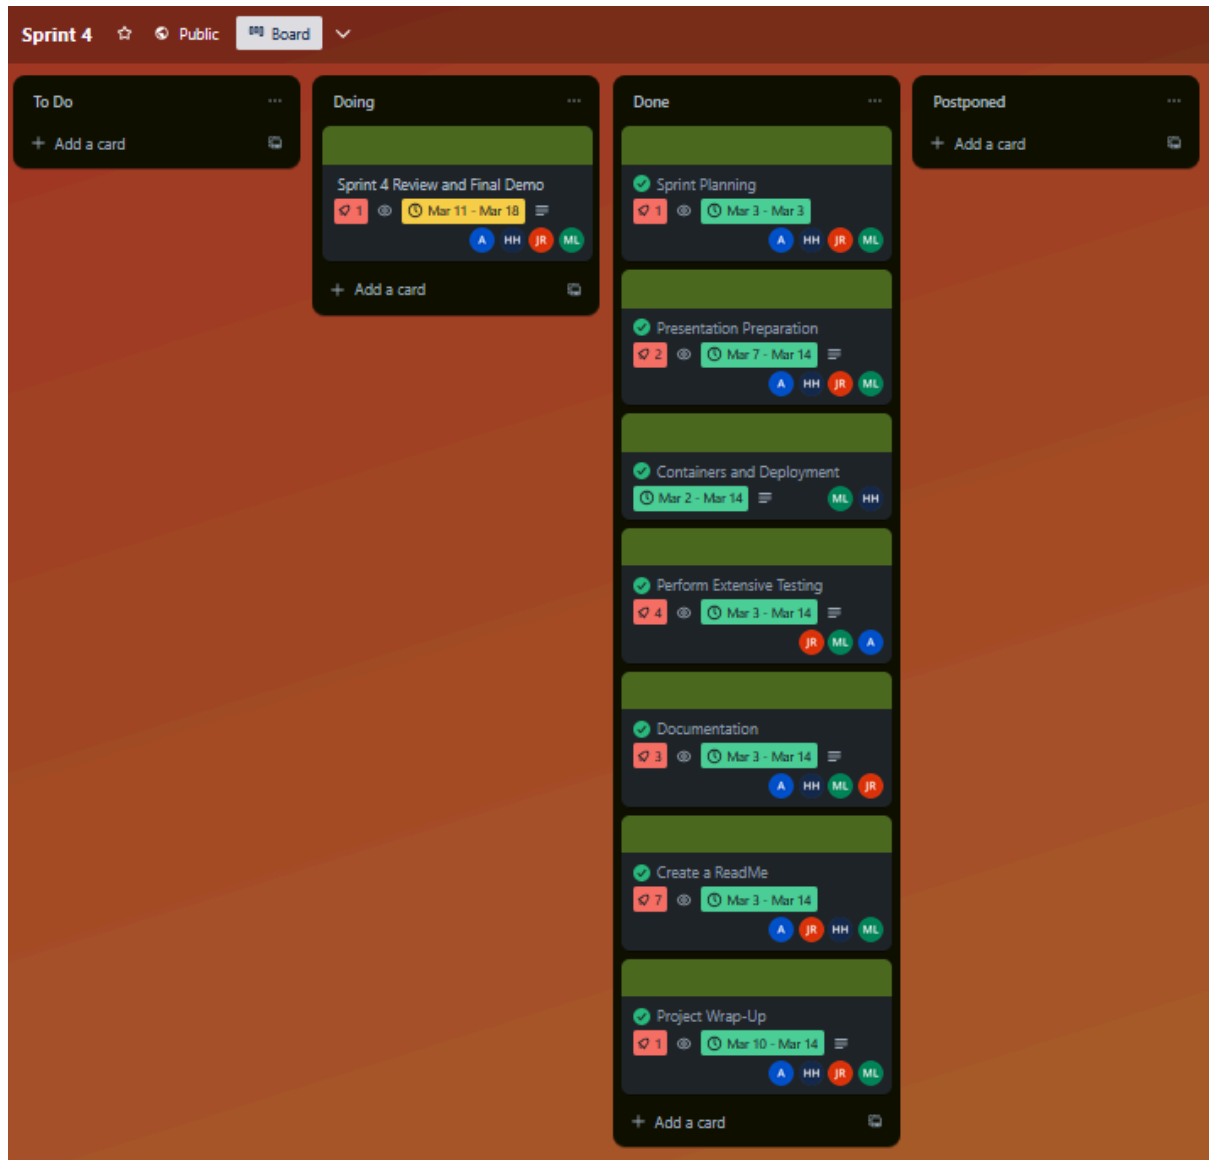 Sprint 4 Public Board
To Do
+ Add a card
Doing
Sprint 4 Review and Final Demo
1 Mar 11 - Mar 18
A HH JR ML
+ Add a card
Done
Sprint Planning
1 Mar 3 - Mar 3
A HH JR ML
Presentation Preparation
2 Mar 7 - Mar 14
A HH JR ML
Containers and Deployment
Mar 2 - Mar 14 ML HH
Perform Extensive Testing
4 Mar 3 - Mar 14
JR ML A
Documentation
3 Mar 3 - Mar 14
A HH ML JR
Create a ReadMe
7 Mar 3 - Mar 14
A JR HH ML
Project Wrap-Up
1 Mar 10 - Mar 14
A HH JR ML
+ Add a card
Postponed
+ Add a card